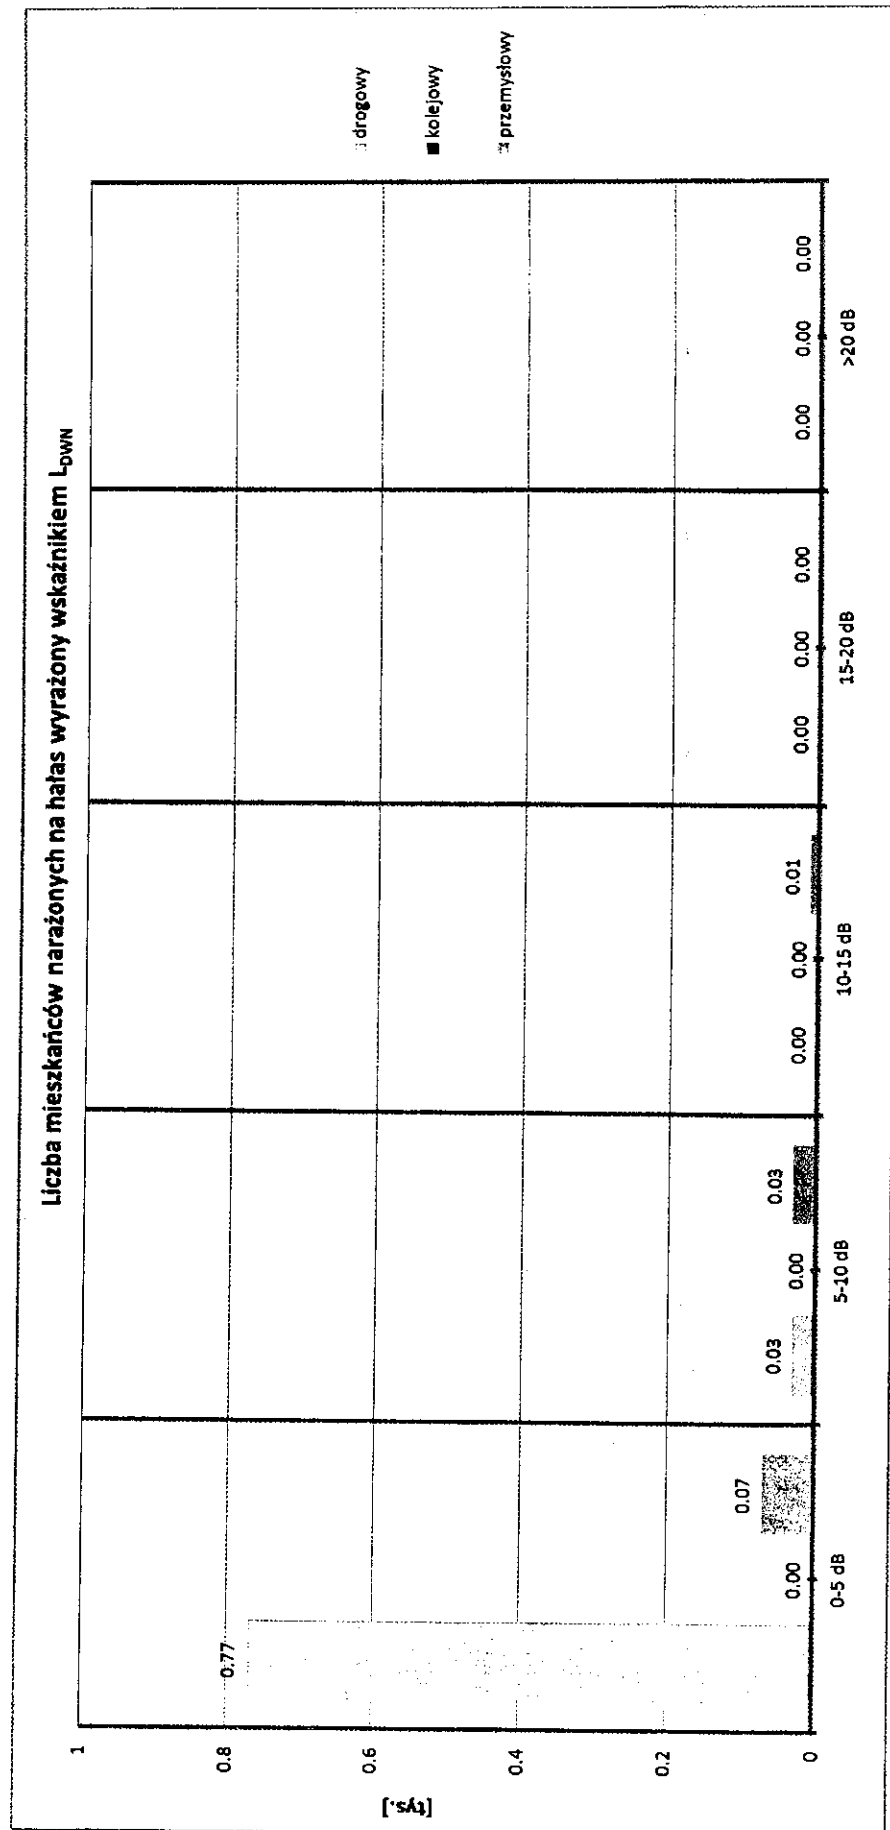 Liczba mieszkańców narażonych na hałas wyrażony wskaźnikiem LDWN
[tys.]
1
0.8
0.6
0.4
0.2
0
0.77
0.00
0.07
0.03
0.00
0.03
0.00
0.00
0.01
0.00
0.00
0.00
0.00
0.00
0.00
0-5 dB
5-10 dB
10-15 dB
15-20 dB
>20 dB
drogowy
kolejowy
przemysłowy